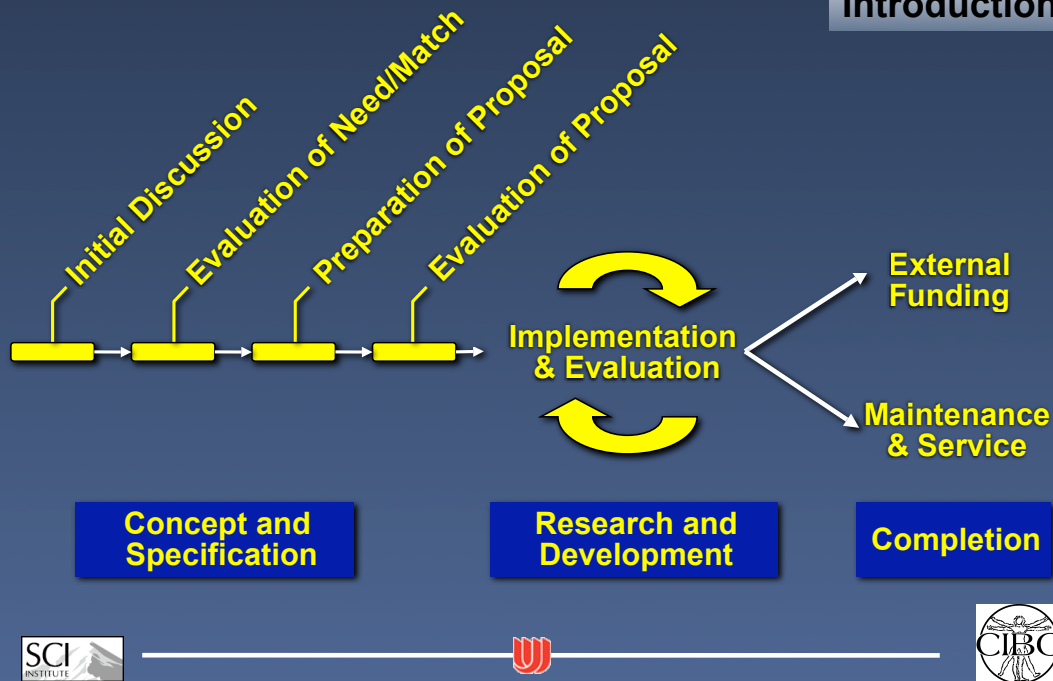 Introduction
Initial Discussion
Evaluation of Need/Match
Preparation of Proposal
Evaluation of Proposal
Implementation
& Evaluation
External
Funding
Maintenance
& Service
Concept and
Specification
Research and
Development
Completion
SCI
INSTITUTE
CIBC